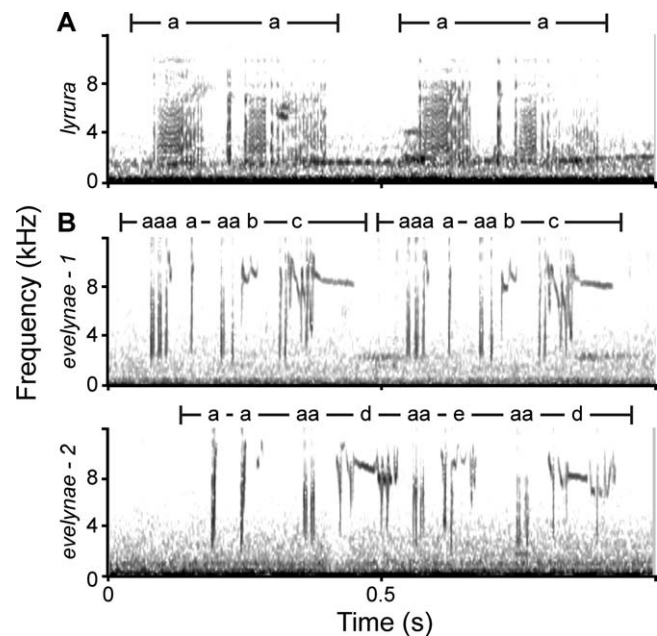 A
a a a a
lyrura
8
4
0
B
aaa a - aa b - c aaa a - aa b - c
evelynae - 1
8
4
0
a - a aa d aa - e aa d
evelynae - 2
8
4
0
Frequency (kHz)
0 0.5
Time (s)